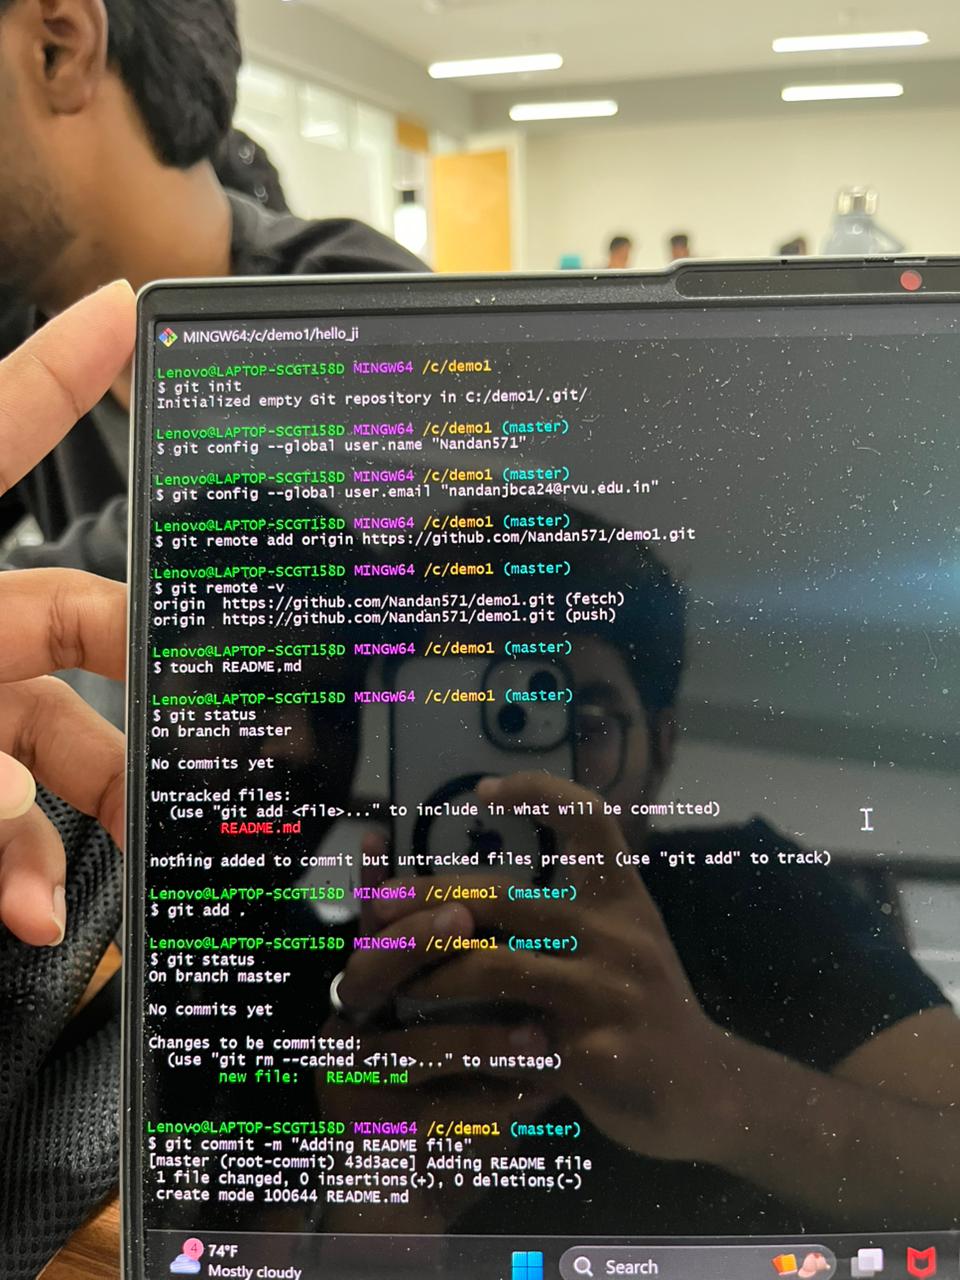 MINGW64:/c/demo1/hello_ji
Lenovo@LAPTOP-SCGT158D MINGW64 /c/demo1
$ git init
Initialized empty Git repository in C:/demo1/.git/
Lenovo@LAPTOP-SCGT158D MINGW64 /c/demo1 (master)
$ git config --global user.name "Nandan571"
Lenovo@LAPTOP-SCGT158D MINGW64 /c/demo1 (master)
$ git config --global user.email "nandanjbca24@rvu.edu.in"
Lenovo@LAPTOP-SCGT158D MINGW64 /c/demo1 (master)
$ git remote add origin https://github.com/Nandan571/demo1.git
Lenovo@LAPTOP-SCGT158D MINGW64 /c/demo1 (master)
$ git remote -v
origin  https://github.com/Nandan571/demo1.git (fetch)
origin  https://github.com/Nandan571/demo1.git (push)
Lenovo@LAPTOP-SCGT158D MINGW64 /c/demo1 (master)
$ touch README.md
Lenovo@LAPTOP-SCGT158D MINGW64 /c/demo1 (master)
$ git status
On branch master
No commits yet
Untracked files:
(use "git add <file>..." to include in what will be committed)
README.md
nothing added to commit but untracked files present (use "git add" to track)
Lenovo@LAPTOP-SCGT158D MINGW64 /c/demo1 (master)
$ git add .
Lenovo@LAPTOP-SCGT158D MINGW64 /c/demo1 (master)
$ git status
On branch master
No commits yet
Changes to be committed:
(use "git rm --cached <file>..." to unstage)
new file:   README.md
Lenovo@LAPTOP-SCGT158D MINGW64 /c/demo1 (master)
$ git commit -m "Adding README file"
[master (root-commit) 43d3ace] Adding README file
1 file changed, 0 insertions(+), 0 deletions(-)
create mode 100644 README.md
4
74°F
Mostly cloudy
Search